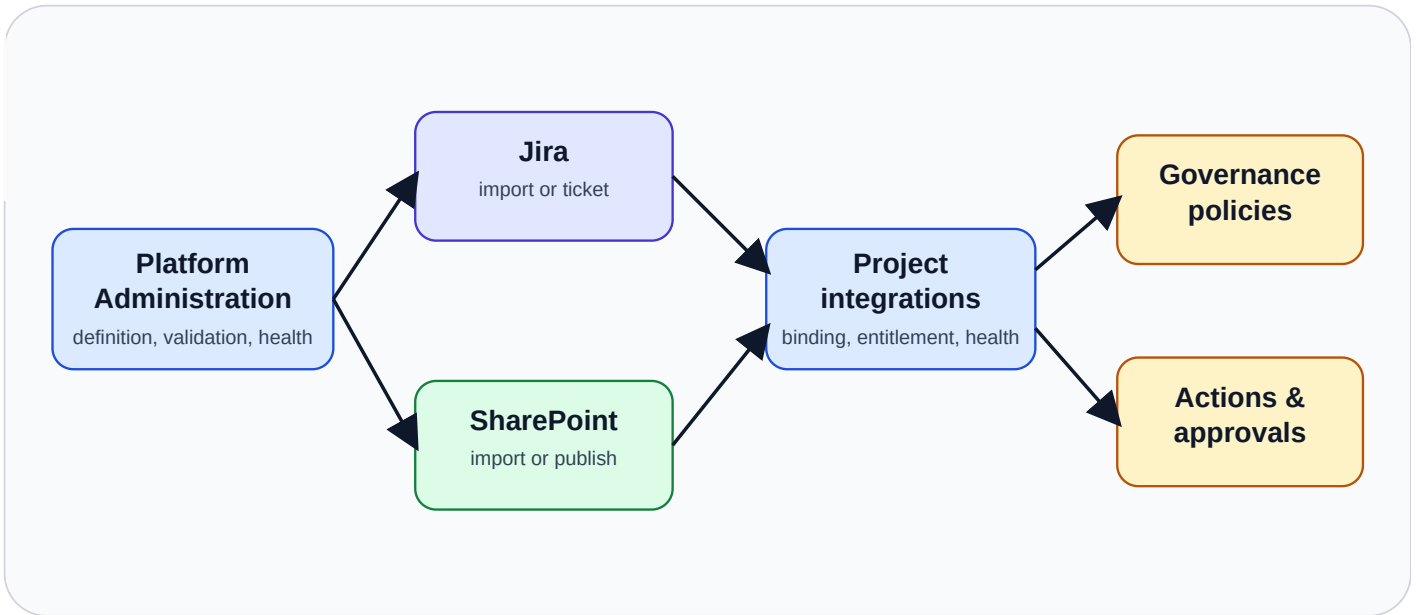 Platform
Administration
definition, validation, health
Jira
import or ticket
SharePoint
import or publish
Project
integrations
binding, entitlement, health
Governance
policies
Actions &
approvals